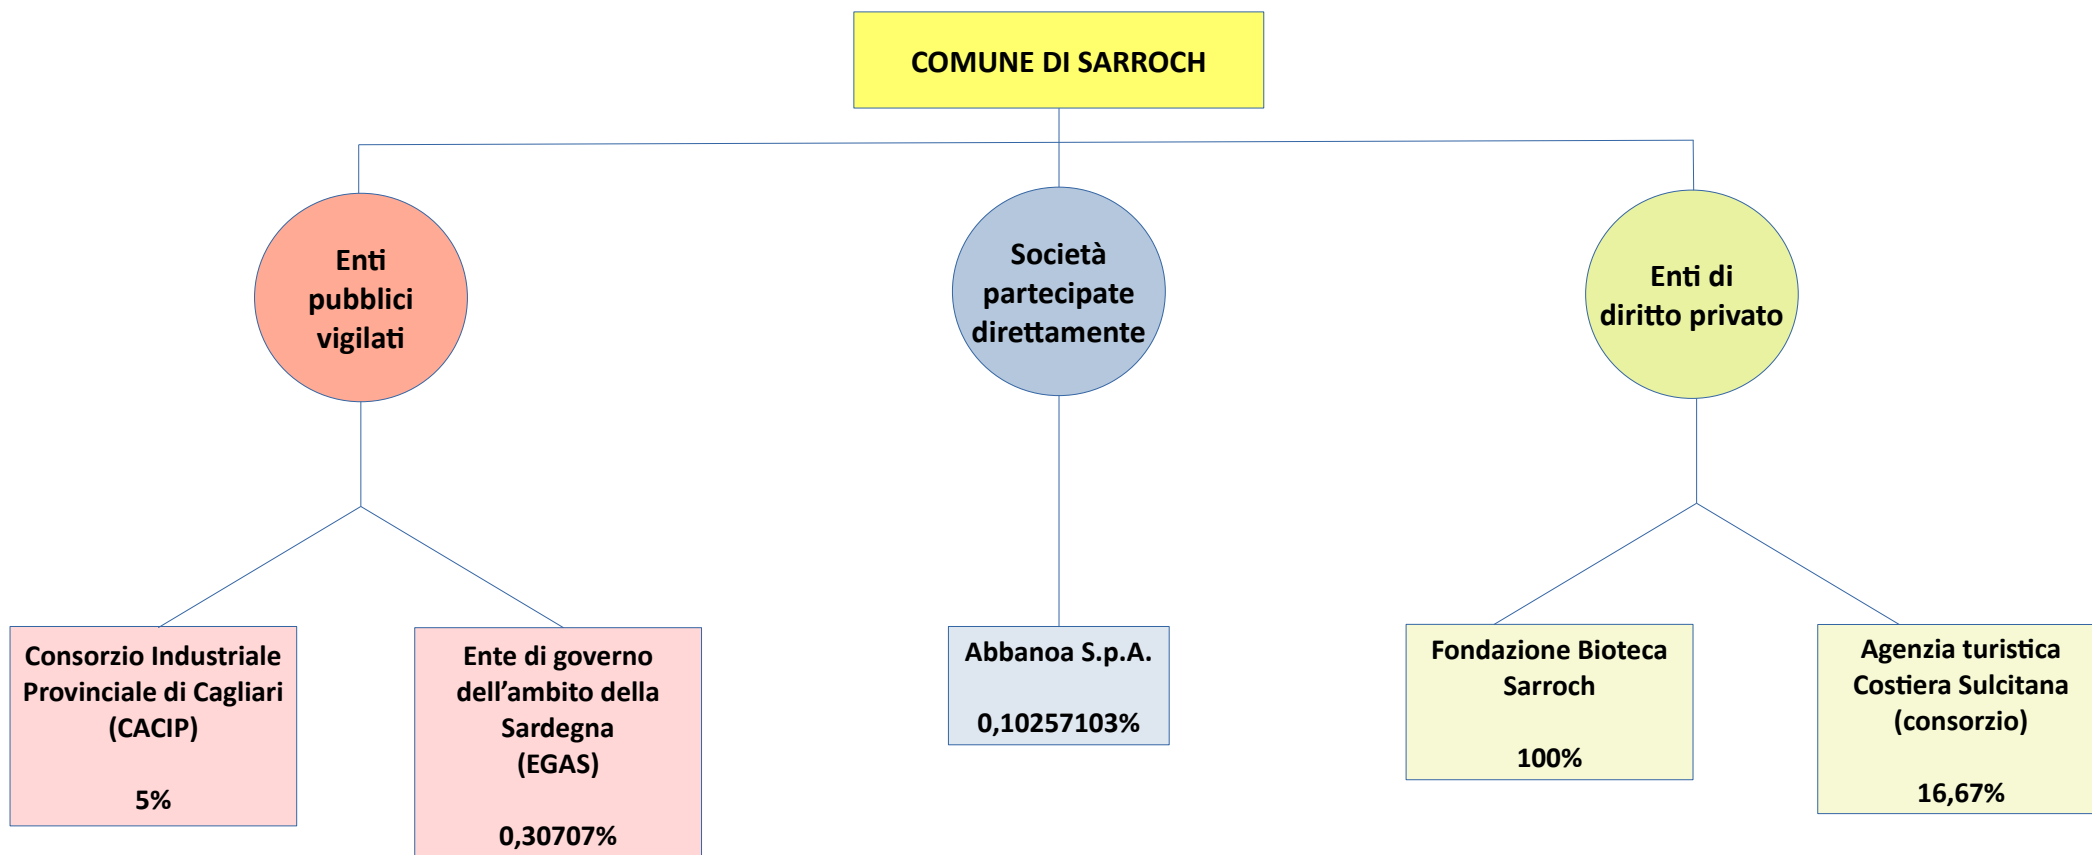 COMUNE DI SARROCH
Enti
pubblici
vigilati
Società
partecipate
direttamente
Enti di
diritto privato
Consorzio Industriale
Provinciale di Cagliari
(CACIP)
5%
Ente di governo
dell’ambito della
Sardegna
(EGAS)
0,30707%
Abbanoa S.p.A.
0,10257103%
Fondazione Bioteca
Sarroch
100%
Agenzia turistica
Costiera Sulcitana
(consorzio)
16,67%